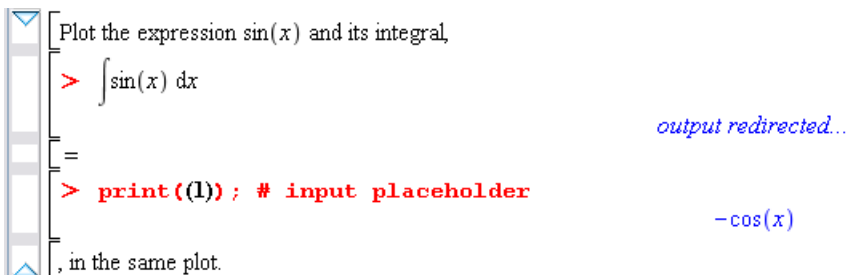 Plot the expression sin(x) and its integral,
> ∫sin(x) dx
output redirected...
=
> print((1)); # input placeholder
−cos(x)
, in the same plot.